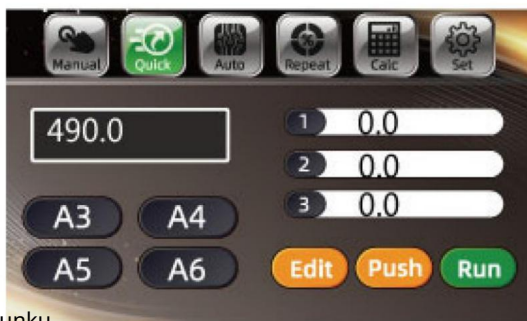 Manual Quick Auto Repeat Calc Set
490.0
1 0.0
2 0.0
3 0.0
A3 A4
A5 A6
Edit Push Run
unku